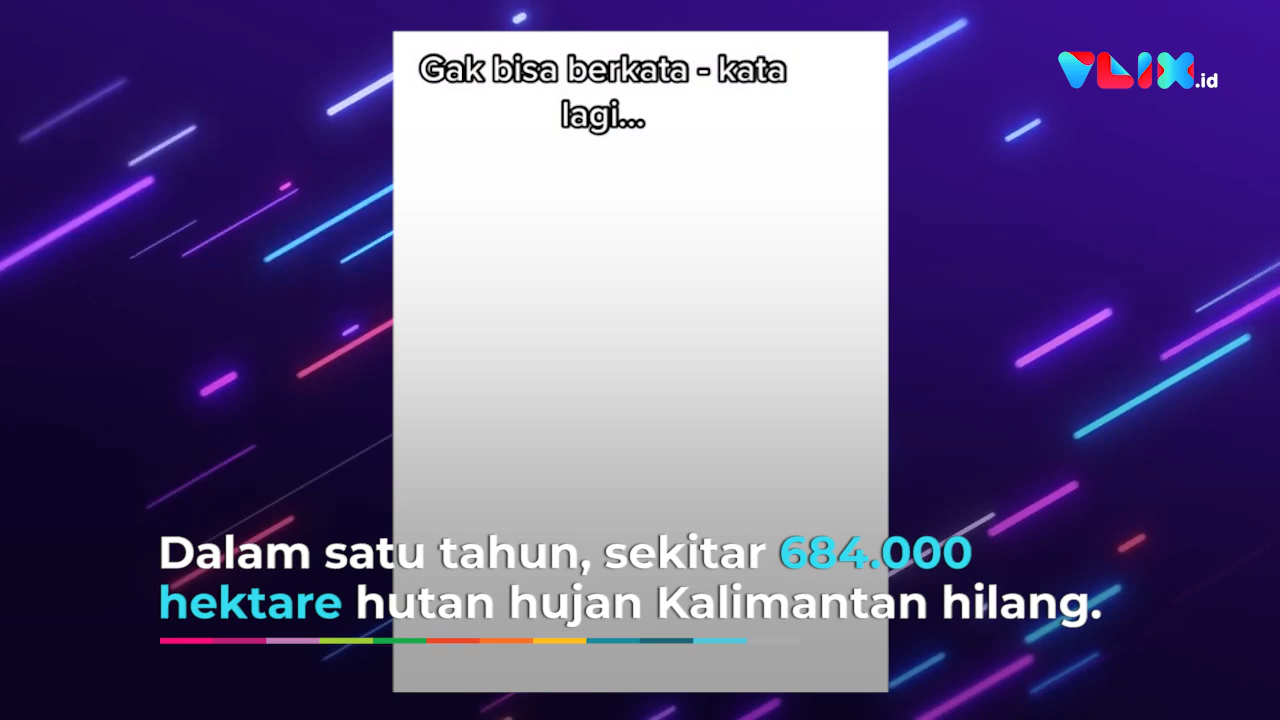 Gak bisa berkata - kata
lagi...
VLIX.id
Dalam satu tahun, sekitar 684.000
hektare hutan hujan Kalimantan hilang.